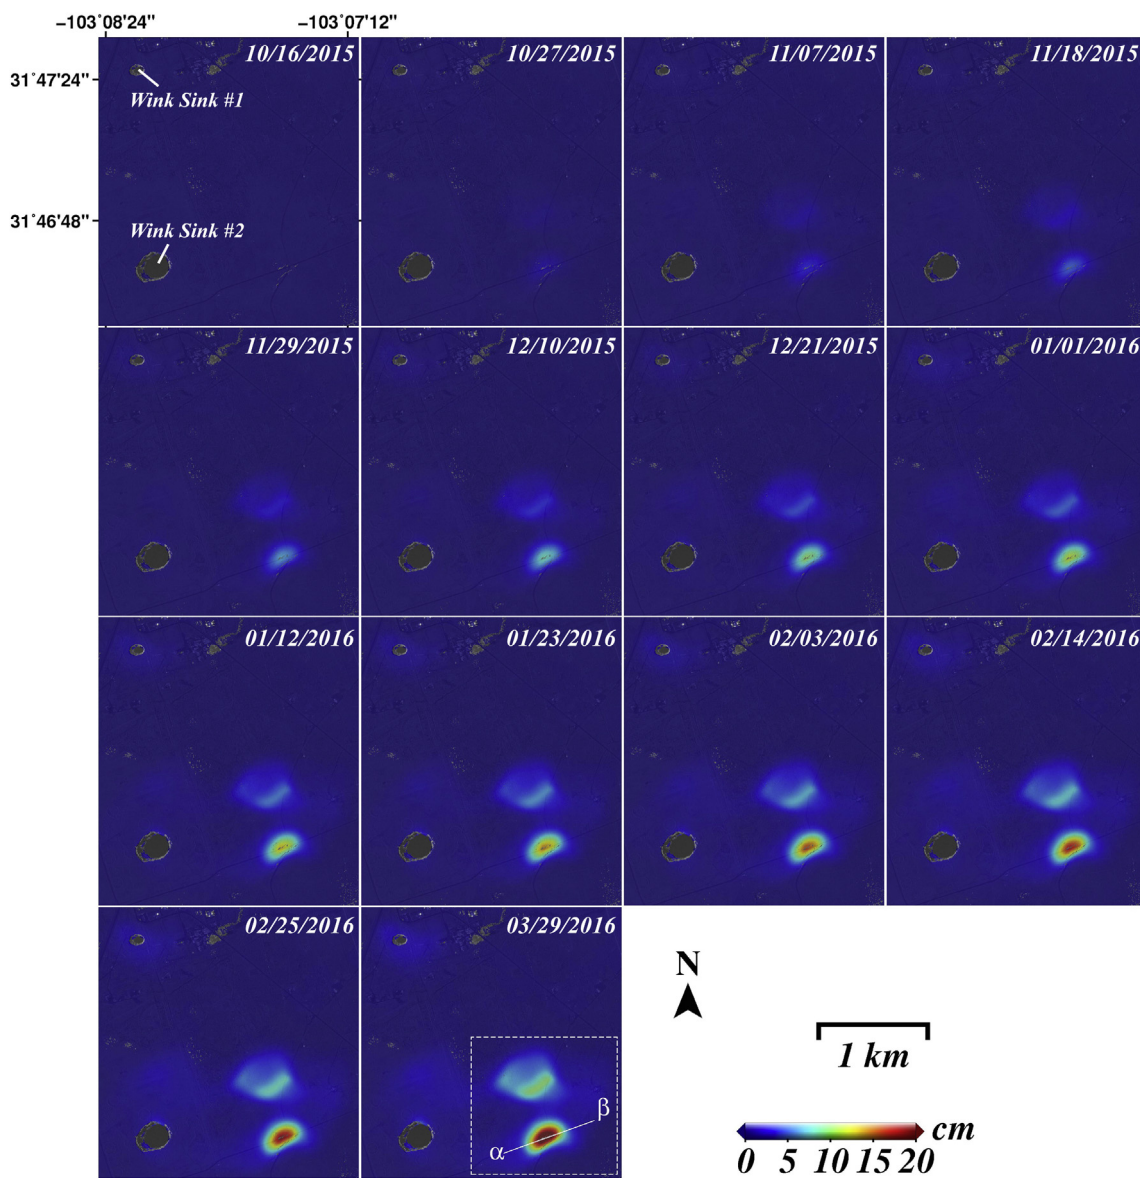 −103˚08'24" −103˚07'12"
31˚47'24"
31˚46'48"
10/16/2015 10/27/2015 11/07/2015 11/18/2015
Wink Sink #1
Wink Sink #2
11/29/2015 12/10/2015 12/21/2015 01/01/2016
01/12/2016 01/23/2016 02/03/2016 02/14/2016
02/25/2016 03/29/2016
α β
N
1 km
cm
0 5 10 15 20